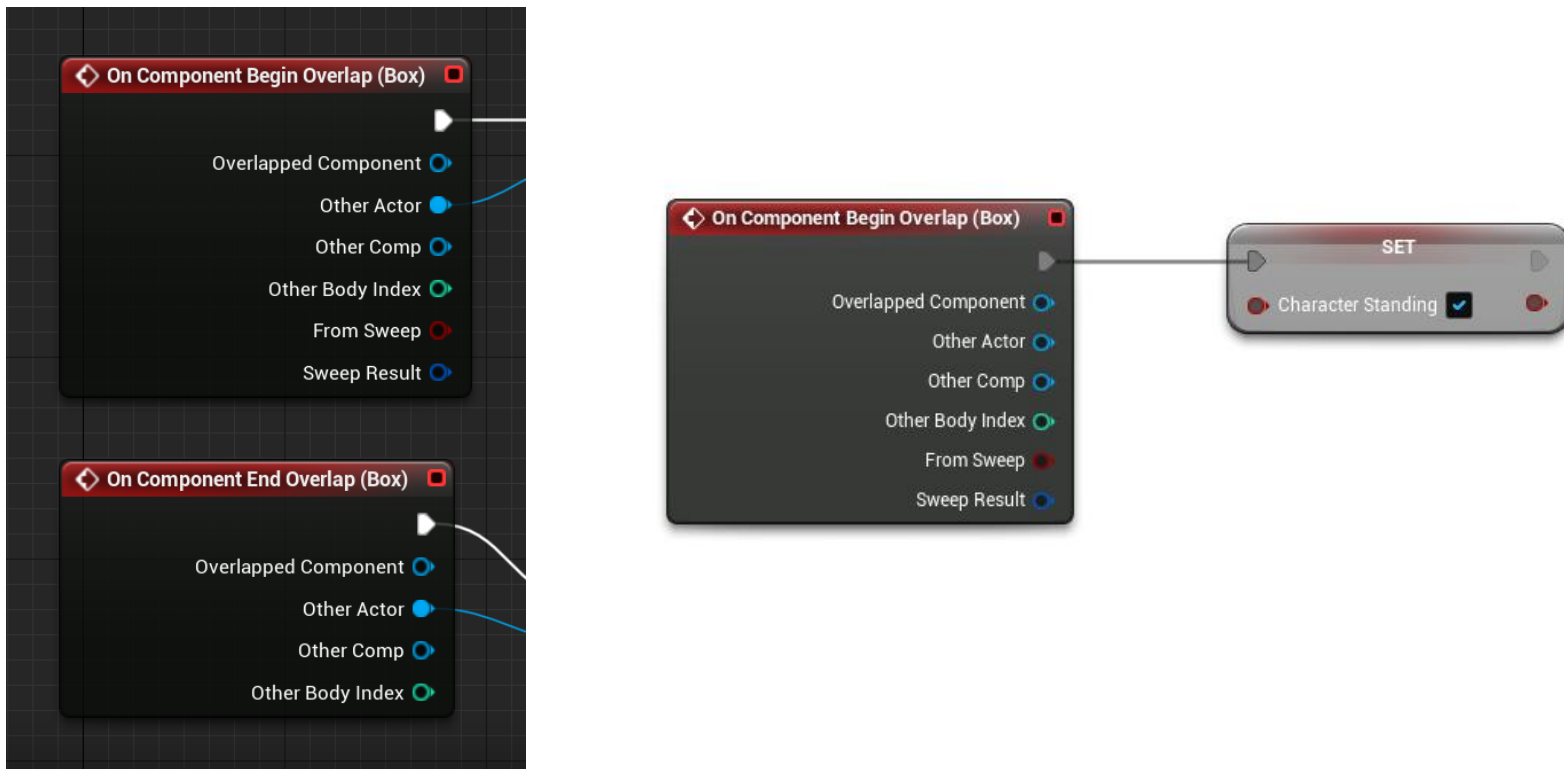 On Component Begin Overlap (Box)
Overlapped Component
Other Actor
Other Comp
Other Body Index
From Sweep
Sweep Result
On Component End Overlap (Box)
Overlapped Component
Other Actor
Other Comp
Other Body Index
On Component Begin Overlap (Box)
Overlapped Component
Other Actor
Other Comp
Other Body Index
From Sweep
Sweep Result
SET
Character Standing